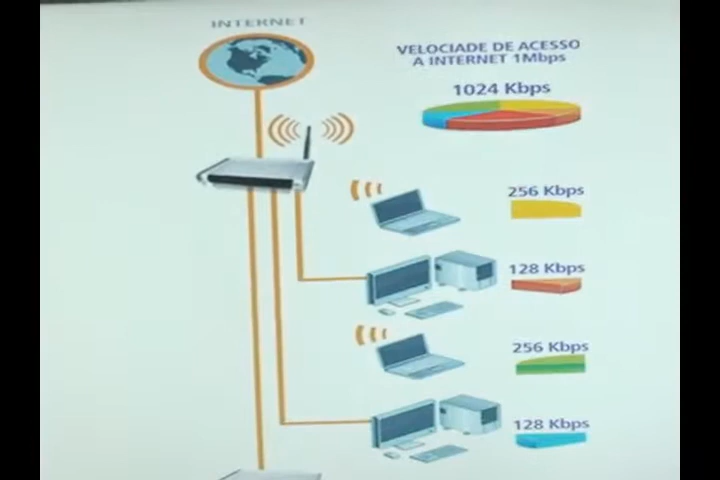 INTERNET
VELOCIADE DE ACESSO
A INTERNET 1Mbps
1024 Kbps
256 Kbps
128 Kbps
256 Kbps
128 Kbps